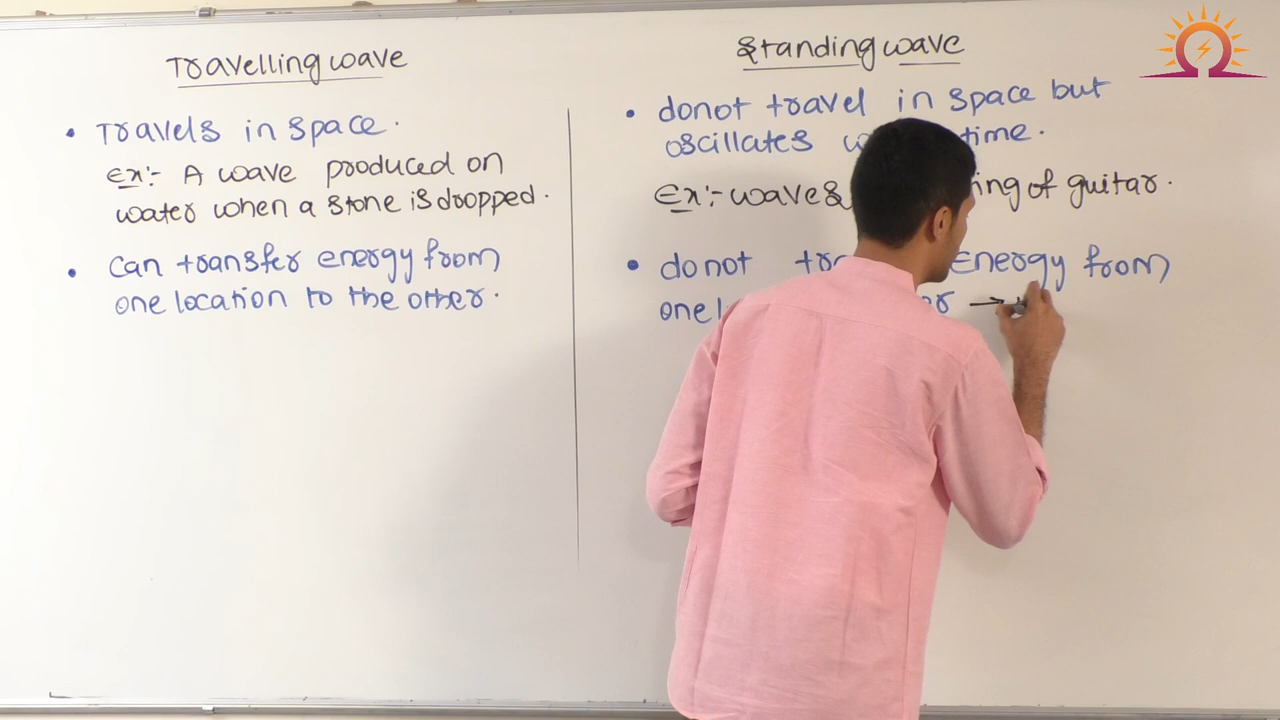 Travelling wave
• Travels in space.
Ex:- A wave produced on
water when a stone is dropped.
• Can transfer energy from
one location to the other.
Standing wave
• donot travel in space but
oscillates time.
Ex:- waves of guitar.
• donot energy from
one